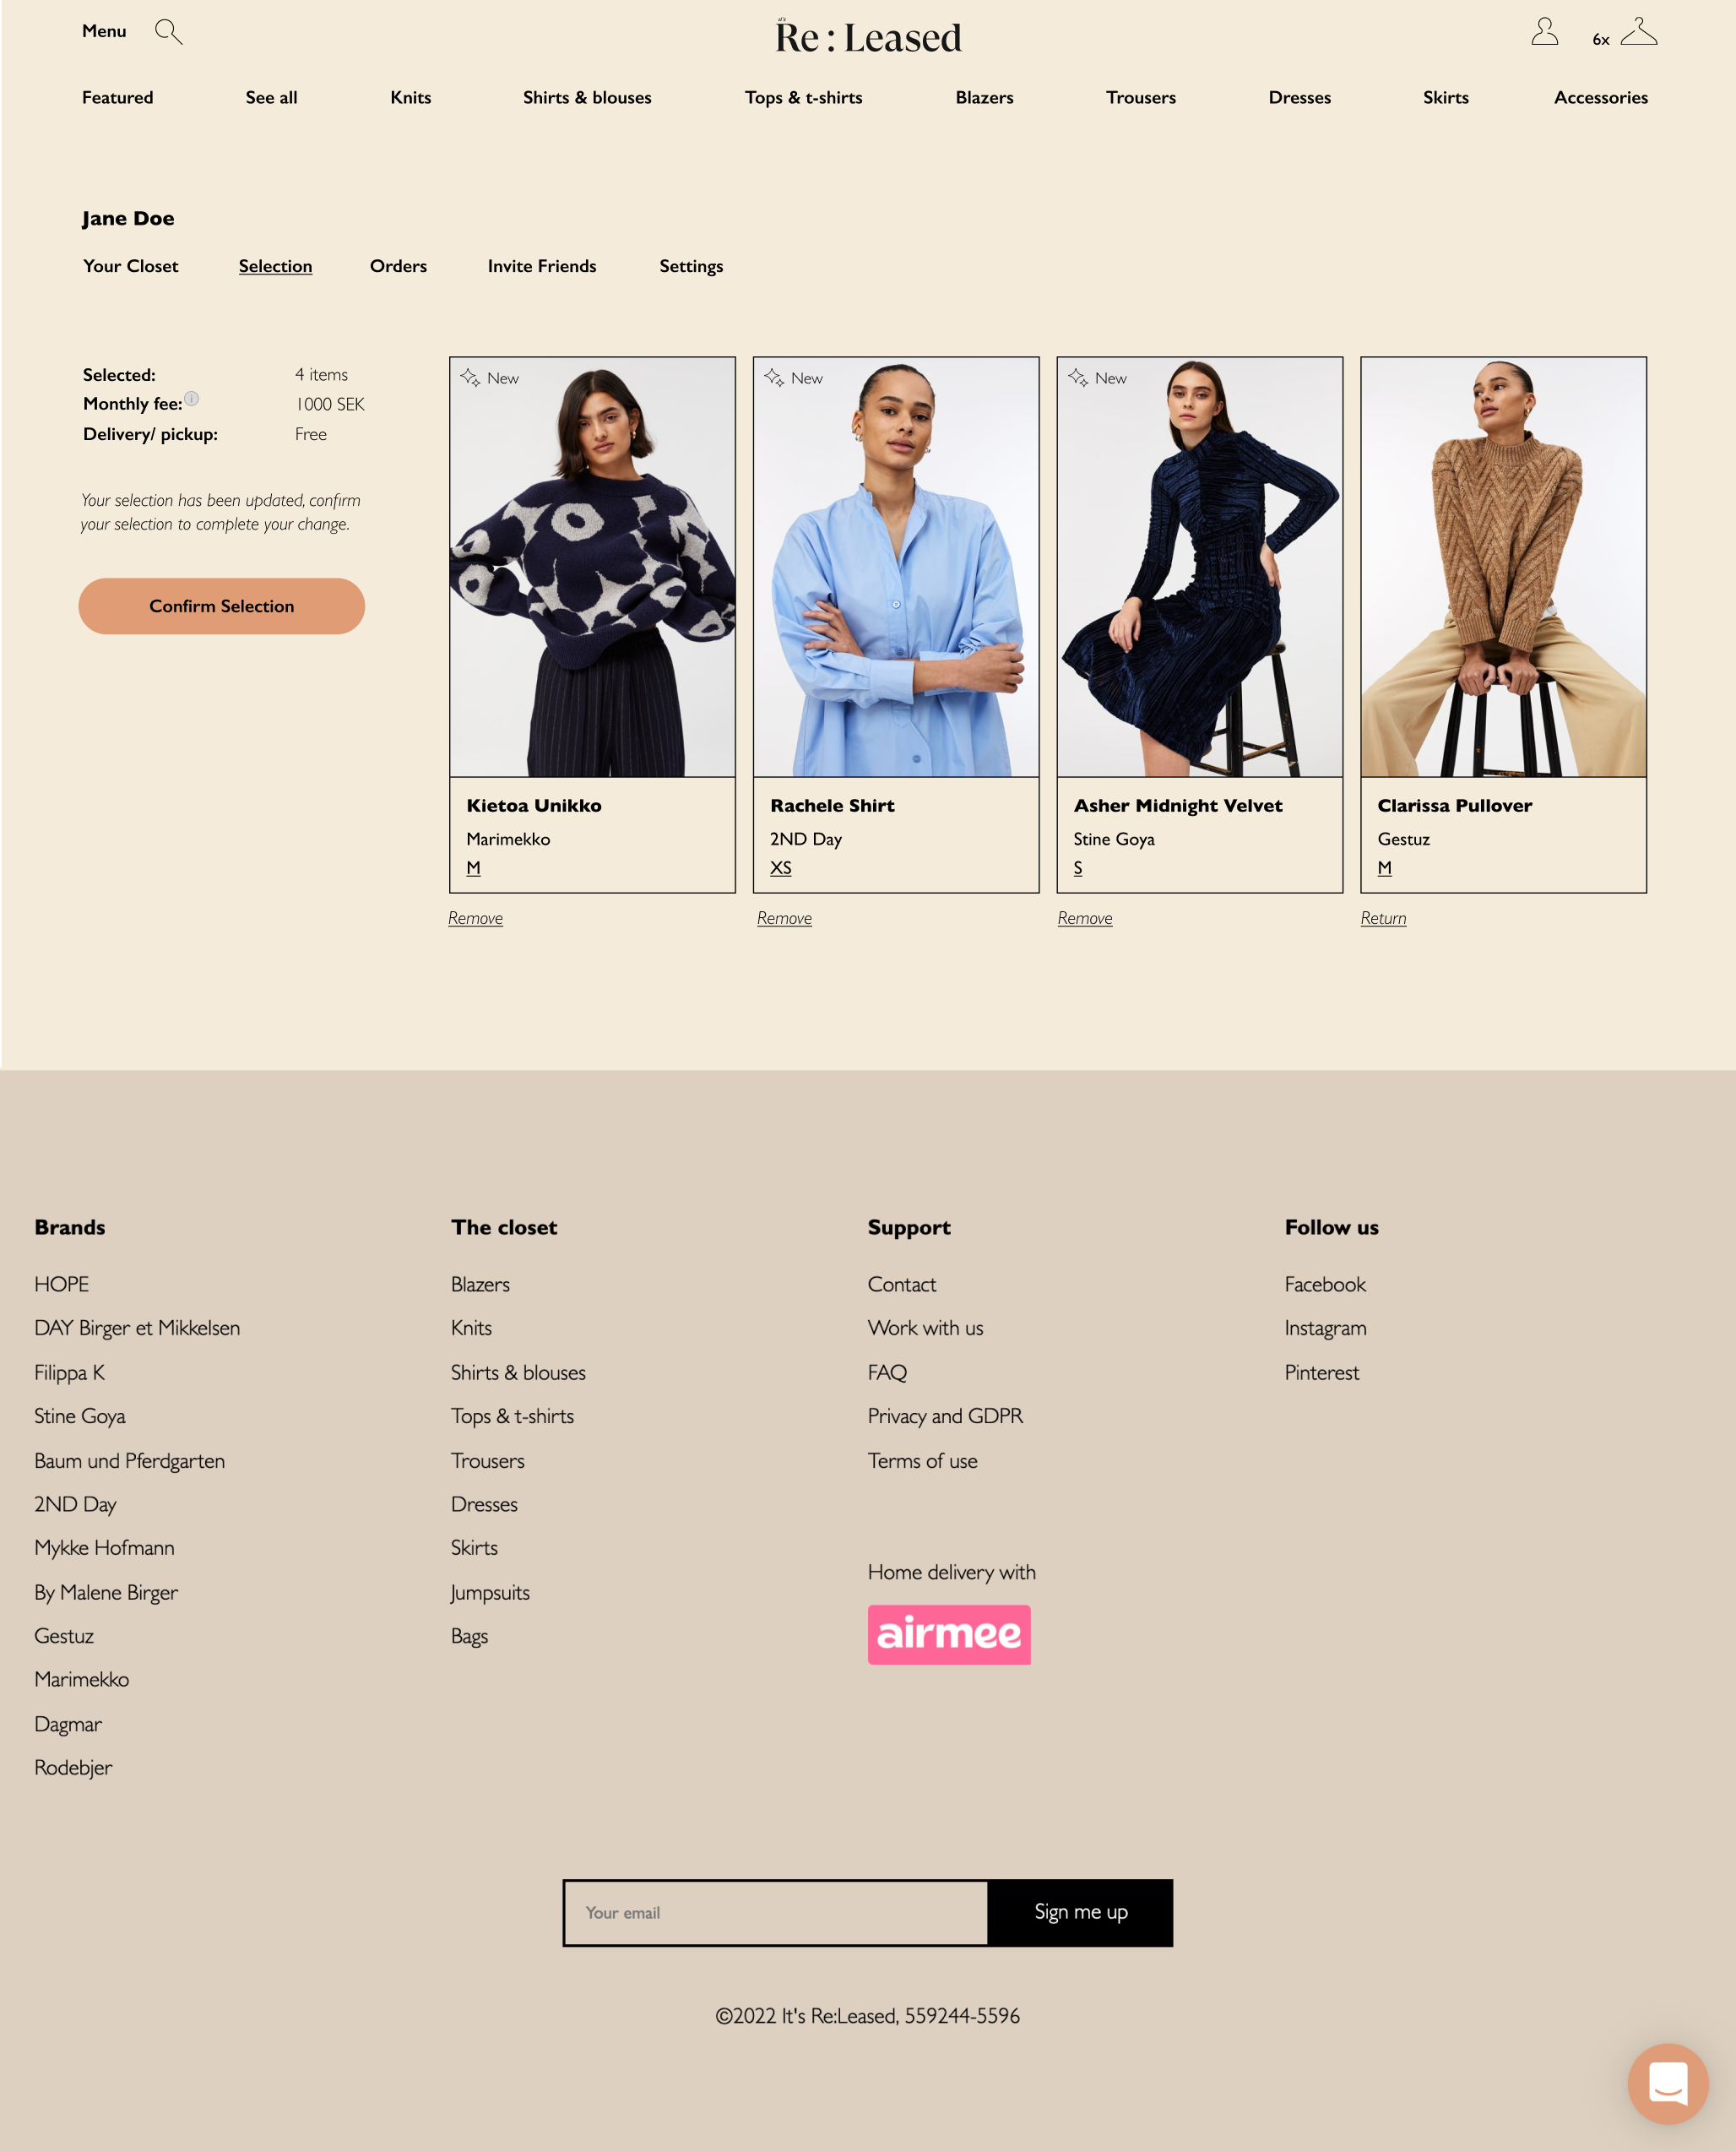 Menu
it's
Re : Leased
6x
Featured
See all
Knits
Shirts & blouses
Tops & t-shirts
Blazers
Trousers
Dresses
Skirts
Accessories
Jane Doe
Your Closet
Selection
Orders
Invite Friends
Settings
Selected: 4 items
Monthly fee: i 1000 SEK
Delivery/ pickup: Free
Your selection has been updated, confirm
your selection to complete your change.
Confirm Selection
New
Kietoa Unikko
Marimekko
M
Remove
New
Rachele Shirt
2ND Day
XS
Remove
New
Asher Midnight Velvet
Stine Goya
S
Remove
Clarissa Pullover
Gestuz
M
Return
Brands
HOPE
DAY Birger et Mikkelsen
Filippa K
Stine Goya
Baum und Pferdgarten
2ND Day
Mykke Hofmann
By Malene Birger
Gestuz
Marimekko
Dagmar
Rodebjer
The closet
Blazers
Knits
Shirts & blouses
Tops & t-shirts
Trousers
Dresses
Skirts
Jumpsuits
Bags
Support
Contact
Work with us
FAQ
Privacy and GDPR
Terms of use
Home delivery with
airmee
Follow us
Facebook
Instagram
Pinterest
Your email
Sign me up
©2022 It's Re:Leased, 559244-5596